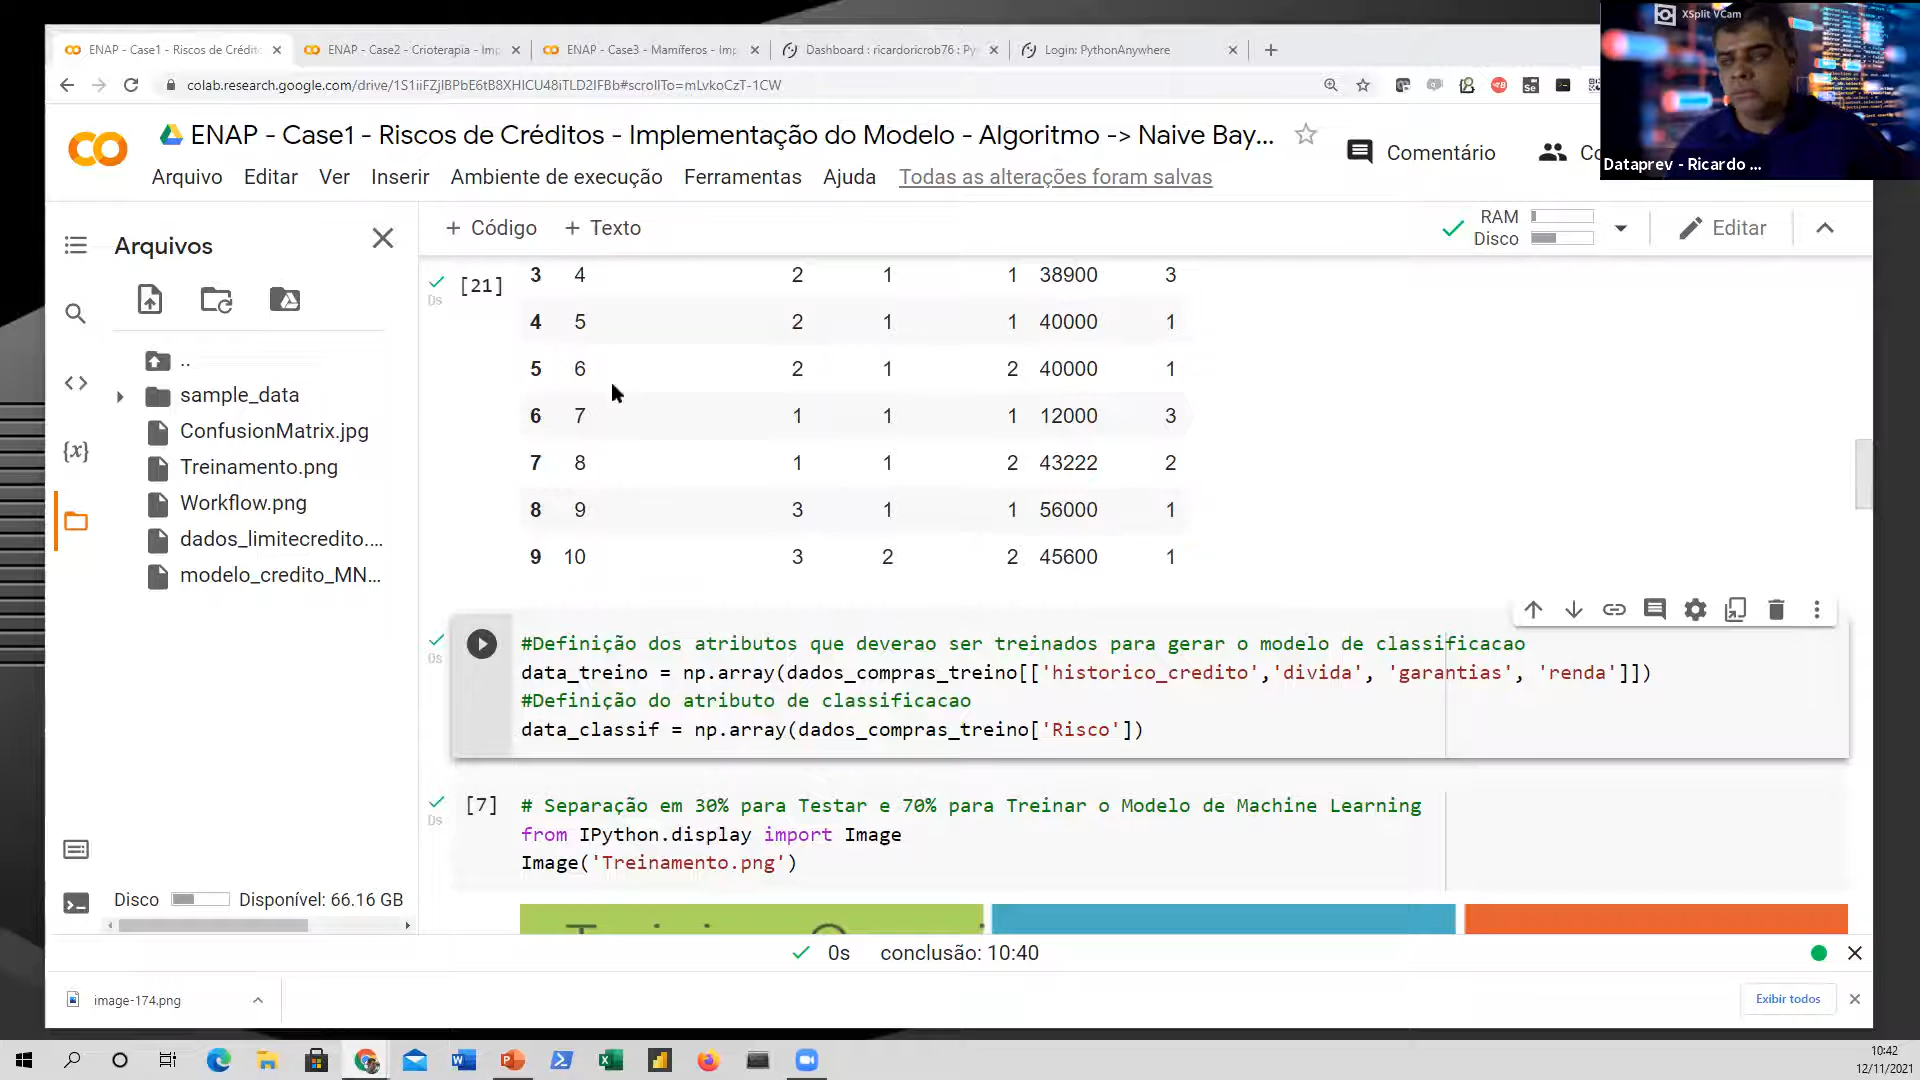 ENAP - Case1 - Riscos de Crédit
ENAP - Case2 - Crioterapia - Imp
ENAP - Case3 - Mamíferos - Imp
Dashboard : ricardoricrob76 : Py
Login: PythonAnywhere
XSplit VCam
colab.research.google.com/drive/1S1iiFZjIBPbE6tB8XHICU48iTLD2IFBb#scrollTo=mLvkoCzT-1CW
ENAP - Case1 - Riscos de Créditos - Implementação do Modelo - Algoritmo -> Naive Bay...
Comentário
Co
Dataprev - Ricardo ...
Arquivo Editar Ver Inserir Ambiente de execução Ferramentas Ajuda Todas as alterações foram salvas
Arquivos
+ Código + Texto
RAM
Disco
Editar
..
sample_data
ConfusionMatrix.jpg
Treinamento.png
Workflow.png
dados_limitecredito....
modelo_credito_MN...
Disco Disponível: 66.16 GB
0s [21]
3 4 2 1 1 38900 3
4 5 2 1 1 40000 1
5 6 2 1 2 40000 1
6 7 1 1 1 12000 3
7 8 1 1 2 43222 2
8 9 3 1 1 56000 1
9 10 3 2 2 45600 1
0s
#Definição dos atributos que deverao ser treinados para gerar o modelo de classificacao
data_treino = np.array(dados_compras_treino[['historico_credito','divida', 'garantias', 'renda']])
#Definição do atributo de classificacao
data_classif = np.array(dados_compras_treino['Risco'])
0s [7]
# Separação em 30% para Testar e 70% para Treinar o Modelo de Machine Learning
from IPython.display import Image
Image('Treinamento.png')
0s conclusão: 10:40
image-174.png
Exibir todos
10:42
12/11/2021